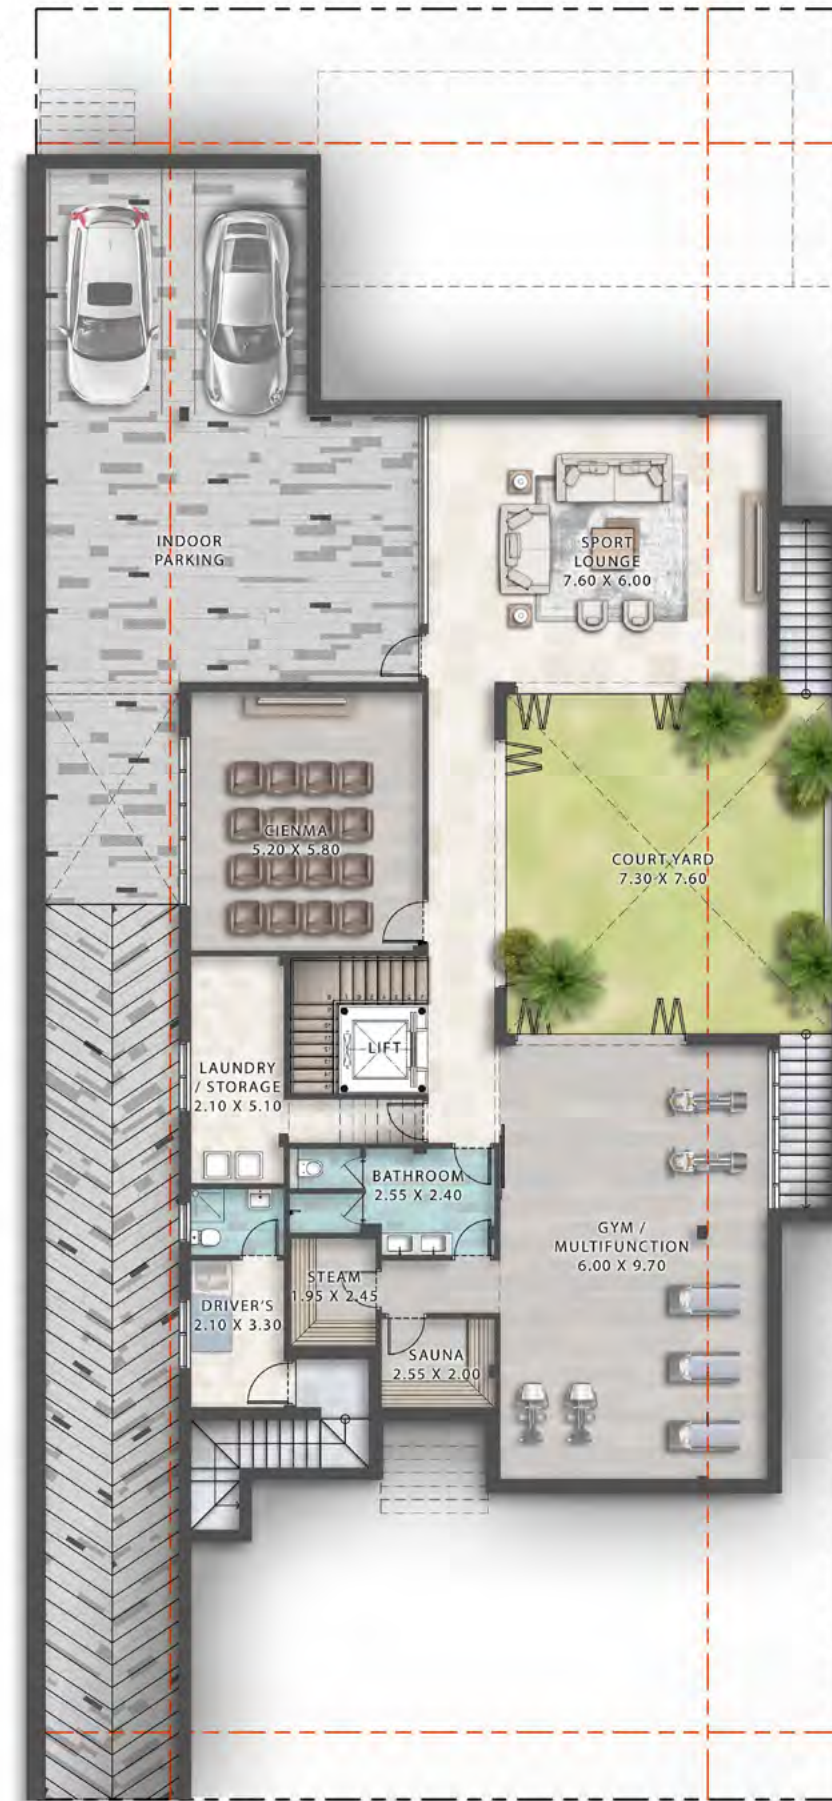 INDOOR
PARKING
SPORT
LOUNGE
7.60 X 6.00
CIENMA
5.20 X 5.80
COURT YARD
7.30 X 7.60
LIFT
LAUNDRY
/ STORAGE
2.10 X 5.10
BATHROOM
2.55 X 2.40
GYM /
MULTIFUNCTION
6.00 X 9.70
STEAM
1.95 X 2.45
DRIVER'S
2.10 X 3.30
SAUNA
2.55 X 2.00